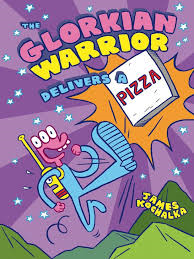 THE
GLORKIAN
WARRIOR
DELIVERS A
PIZZA
JAMES
KOCHALKA